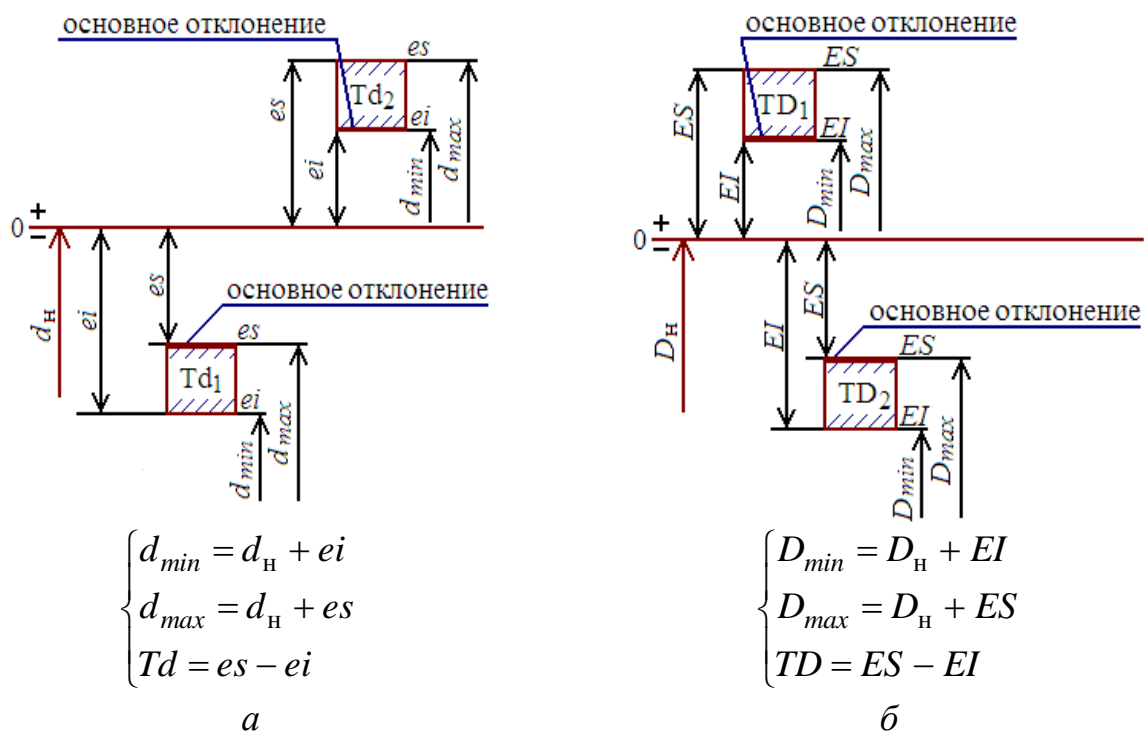 основное отклонение
es
Td2
ei
es
ei
dmin
dmax
0
+
−
dн
ei
es
основное отклонение
es
Td1
ei
dmin
dmax
dmin = dн + ei
dmax = dн + es
Td = es − ei
а
основное отклонение
ES
TD1
EI
ES
EI
Dmin
Dmax
0
+
−
Dн
EI
ES
основное отклонение
ES
TD2
EI
Dmin
Dmax
Dmin = Dн + EI
Dmax = Dн + ES
TD = ES − EI
б